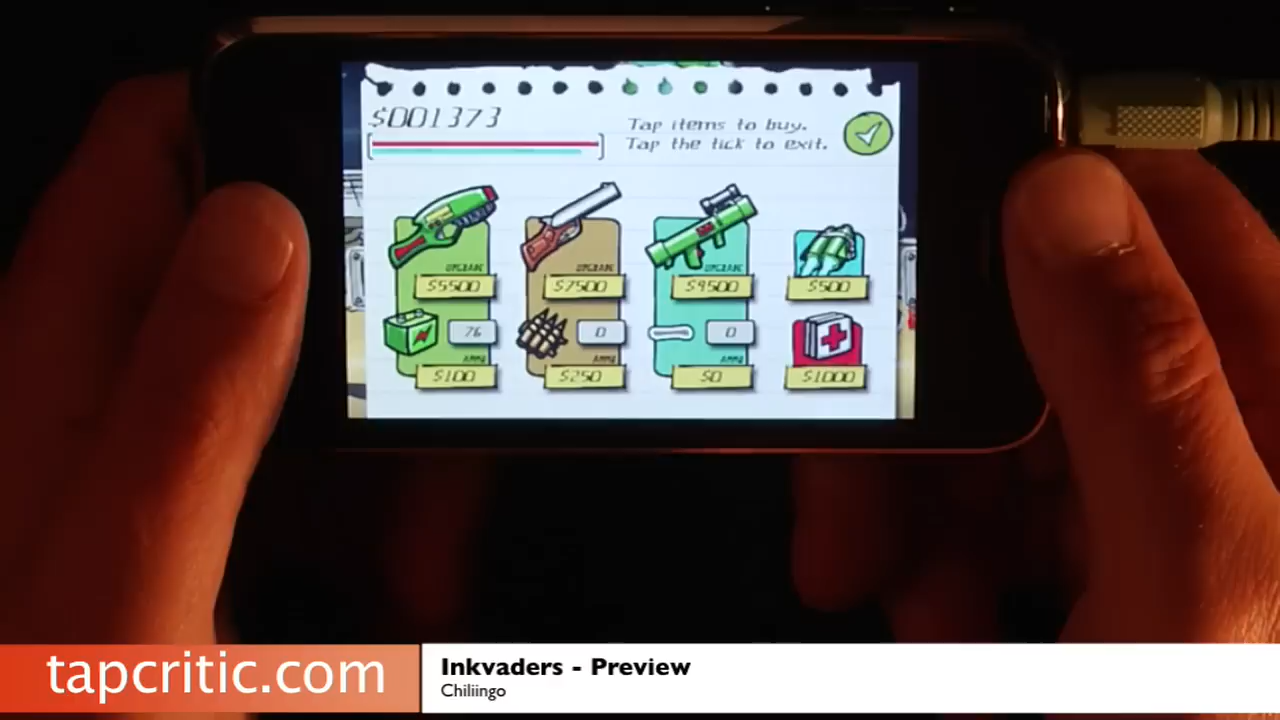 $001373
Tap items to buy.
Tap the tick to exit.
UPGRADE
UPGRADE
UPGRADE
$5500
$7500
$9500
$500
76
0
0
AMMO
AMMO
AMMO
$100
$250
$0
$1000
tapcritic.com
Inkvaders - Preview
Chiliingo